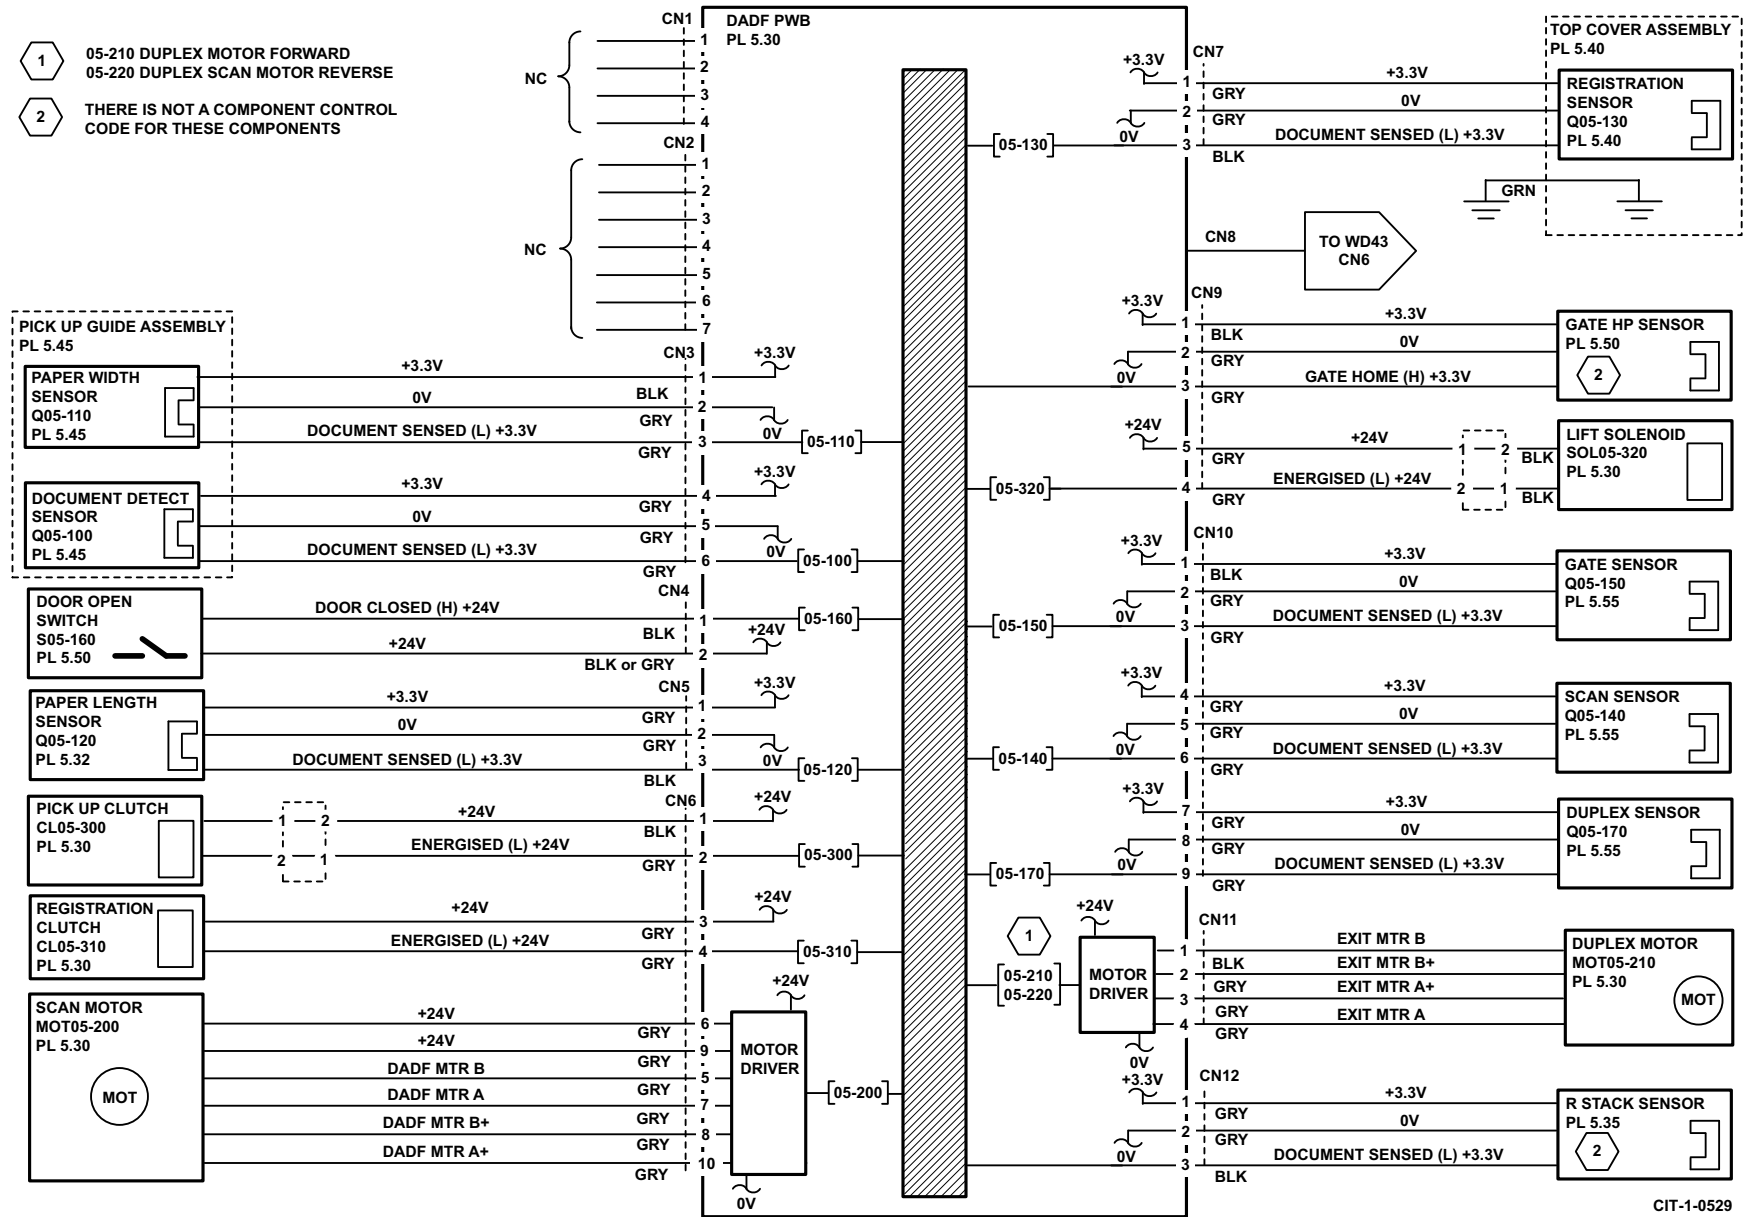 1
05-210 DUPLEX MOTOR FORWARD
05-220 DUPLEX SCAN MOTOR REVERSE
2
THERE IS NOT A COMPONENT CONTROL
CODE FOR THESE COMPONENTS
DADF PWB
PL 5.30
CN1
NC
1
2
3
4
CN2
NC
1
2
3
4
5
6
7
PICK UP GUIDE ASSEMBLY
PL 5.45
PAPER WIDTH
SENSOR
Q05-110
PL 5.45
CN3
+3.3V
1
+3.3V
0V
BLK
2
GRY
0V
DOCUMENT SENSED (L) +3.3V
3
GRY
[05-110]
DOCUMENT DETECT
SENSOR
Q05-100
PL 5.45
+3.3V
4
GRY
+3.3V
0V
5
GRY
0V
DOCUMENT SENSED (L) +3.3V
6
GRY
[05-100]
DOOR OPEN
SWITCH
S05-160
PL 5.50
CN4
DOOR CLOSED (H) +24V
1
BLK
[05-160]
+24V
2
BLK or GRY
+24V
PAPER LENGTH
SENSOR
Q05-120
PL 5.32
CN5
+3.3V
1
GRY
+3.3V
0V
2
GRY
0V
DOCUMENT SENSED (L) +3.3V
3
BLK
[05-120]
PICK UP CLUTCH
CL05-300
PL 5.30
CN6
1 2
+24V
1
BLK
+24V
2 1
ENERGISED (L) +24V
2
GRY
[05-300]
REGISTRATION
CLUTCH
CL05-310
PL 5.30
+24V
3
GRY
+24V
ENERGISED (L) +24V
4
GRY
[05-310]
SCAN MOTOR
MOT05-200
PL 5.30
MOT
+24V
6
GRY
+24V
9
GRY
DADF MTR B
5
GRY
DADF MTR A
7
GRY
DADF MTR B+
8
GRY
DADF MTR A+
10
GRY
+24V
MOTOR
DRIVER
0V
[05-200]
TOP COVER ASSEMBLY
PL 5.40
REGISTRATION
SENSOR
Q05-130
PL 5.40
CN7
+3.3V
1
GRY
+3.3V
2
GRY
0V
0V
[05-130]
3
BLK
DOCUMENT SENSED (L) +3.3V
GRN
CN8
TO WD43
CN6
CN9
+3.3V
1
BLK
+3.3V
2
GRY
0V
0V
3
GRY
GATE HOME (H) +3.3V
GATE HP SENSOR
PL 5.50
2
+24V
5
GRY
+24V
1 2
BLK
[05-320]
4
GRY
ENERGISED (L) +24V
2 1
BLK
LIFT SOLENOID
SOL05-320
PL 5.30
CN10
+3.3V
1
BLK
+3.3V
2
GRY
0V
0V
[05-150]
3
GRY
DOCUMENT SENSED (L) +3.3V
GATE SENSOR
Q05-150
PL 5.55
+3.3V
4
GRY
+3.3V
5
GRY
0V
0V
[05-140]
6
GRY
DOCUMENT SENSED (L) +3.3V
SCAN SENSOR
Q05-140
PL 5.55
+3.3V
7
GRY
+3.3V
8
GRY
0V
0V
[05-170]
9
GRY
DOCUMENT SENSED (L) +3.3V
DUPLEX SENSOR
Q05-170
PL 5.55
1
[05-210
05-220]
+24V
MOTOR
DRIVER
0V
CN11
1
BLK
EXIT MTR B
2
GRY
EXIT MTR B+
3
GRY
EXIT MTR A+
4
GRY
EXIT MTR A
DUPLEX MOTOR
MOT05-210
PL 5.30
MOT
CN12
+3.3V
1
GRY
+3.3V
2
GRY
0V
0V
3
BLK
DOCUMENT SENSED (L) +3.3V
R STACK SENSOR
PL 5.35
2
CIT-1-0529